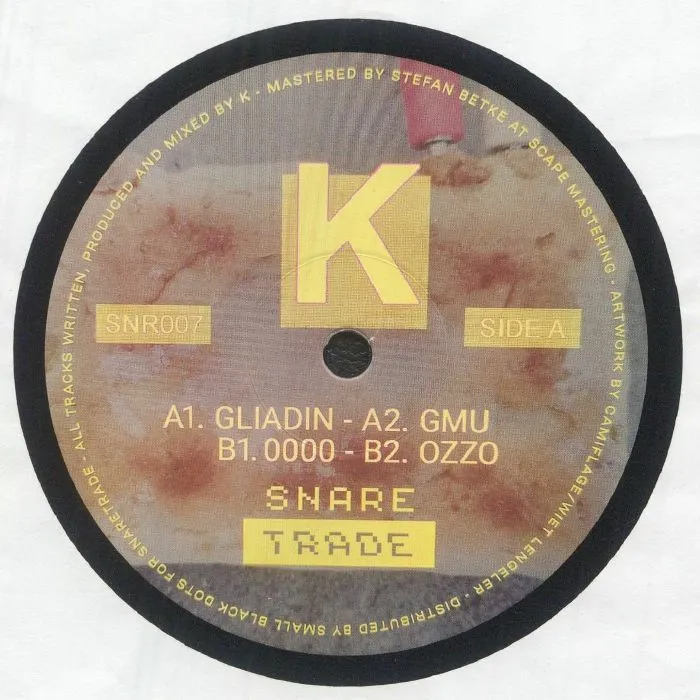 ALL TRACKS WRITTEN, PRODUCED AND MIXED BY K - MASTERED BY STEFAN BETKE AT SCAPE MASTERING - ARTWORK BY CAMIFLAGE/WIET LENGELER - DISTRIBUTED BY SMALL BLACK DOTS FOR SNARETRADE -
K
SNR007
SIDE A
A1. GLIADIN - A2. GMU
B1. 0000 - B2. OZZO
SNARE
TRADE